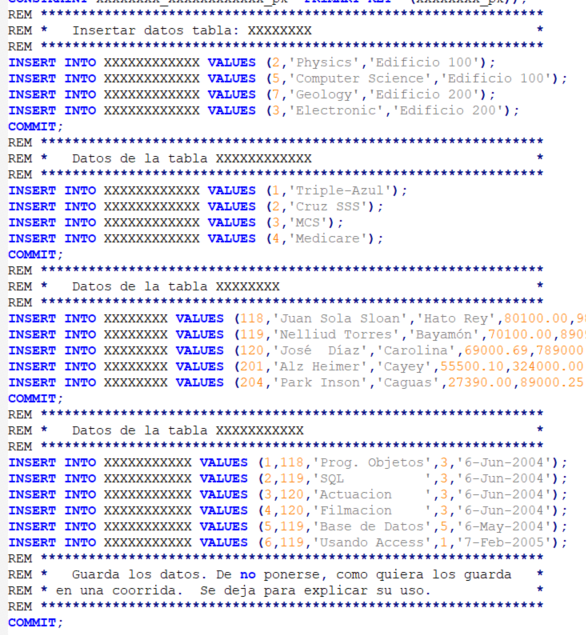 REM ***************************************************************
REM *   Insertar datos tabla: XXXXXXXX                            *
REM ***************************************************************
INSERT INTO XXXXXXXXXXXX VALUES (2,'Physics','Edificio 100');
INSERT INTO XXXXXXXXXXXX VALUES (5,'Computer Science','Edificio 100');
INSERT INTO XXXXXXXXXXXX VALUES (7,'Geology','Edificio 200');
INSERT INTO XXXXXXXXXXXX VALUES (3,'Electronic','Edificio 200');
COMMIT;
REM ***************************************************************
REM *   Datos de la tabla XXXXXXXXXXXX                            *
REM ***************************************************************
INSERT INTO XXXXXXXXXXXX VALUES (1,'Triple-Azul');
INSERT INTO XXXXXXXXXXXX VALUES (2,'Cruz SSS');
INSERT INTO XXXXXXXXXXXX VALUES (3,'MCS');
INSERT INTO XXXXXXXXXXXX VALUES (4,'Medicare');
COMMIT;
REM ***************************************************************
REM *   Datos de la tabla XXXXXXXX                                *
REM ***************************************************************
INSERT INTO XXXXXXXX VALUES (118,'Juan Sola Sloan','Hato Rey',80100.00,9
INSERT INTO XXXXXXXX VALUES (119,'Nelliud Torres','Bayamón',70100.00,890
INSERT INTO XXXXXXXX VALUES (120,'José  Díaz','Carolina',69000.69,789000
INSERT INTO XXXXXXXX VALUES (201,'Alz Heimer','Cayey',55500.10,324000.00
INSERT INTO XXXXXXXX VALUES (204,'Park Inson','Caguas',27390.00,89000.25
COMMIT;
REM ***************************************************************
REM *   Datos de la tabla XXXXXXXXXXX                             *
REM ***************************************************************
INSERT INTO XXXXXXXXXXX VALUES (1,118,'Prog. Objetos',3,'6-Jun-2004');
INSERT INTO XXXXXXXXXXX VALUES (2,119,'SQL          ',3,'6-Jun-2004');
INSERT INTO XXXXXXXXXXX VALUES (3,120,'Actuacion    ',3,'6-Jun-2004');
INSERT INTO XXXXXXXXXXX VALUES (4,120,'Filmacion    ',3,'6-Jun-2004');
INSERT INTO XXXXXXXXXXX VALUES (5,119,'Base de Datos',5,'6-May-2004');
INSERT INTO XXXXXXXXXXX VALUES (6,119,'Usando Access',1,'7-Feb-2005');
REM ***************************************************************
REM *   Guarda los datos. De no ponerse, como quiera los guarda   *
REM * en una coorrida.  Se deja para explicar su uso.             *
REM ***************************************************************
COMMIT;